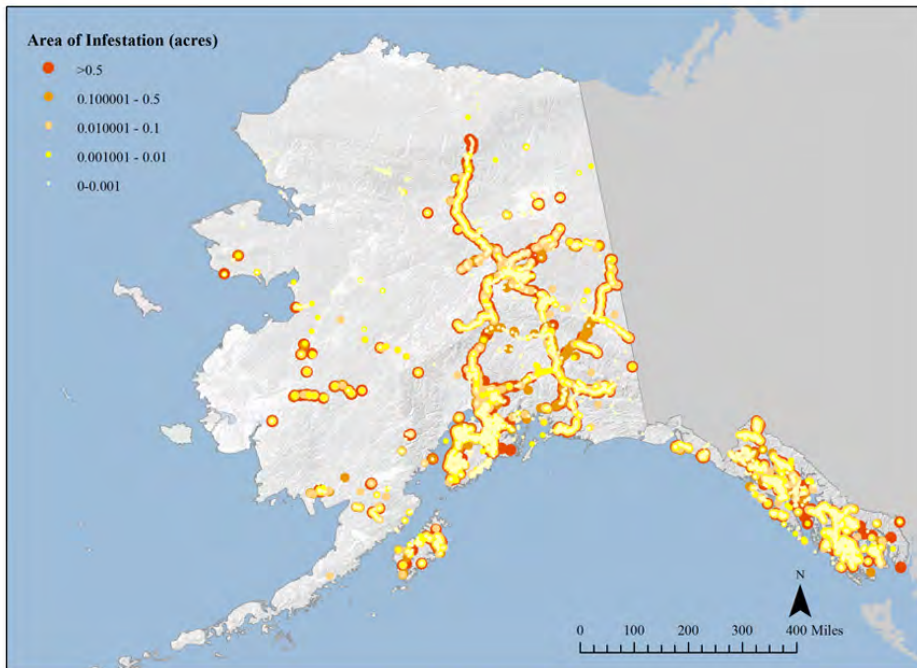 Area of Infestation (acres)
>0.5
0.100001 - 0.5
0.010001 - 0.1
0.001001 - 0.01
0-0.001
N
0 100 200 300 400 Miles